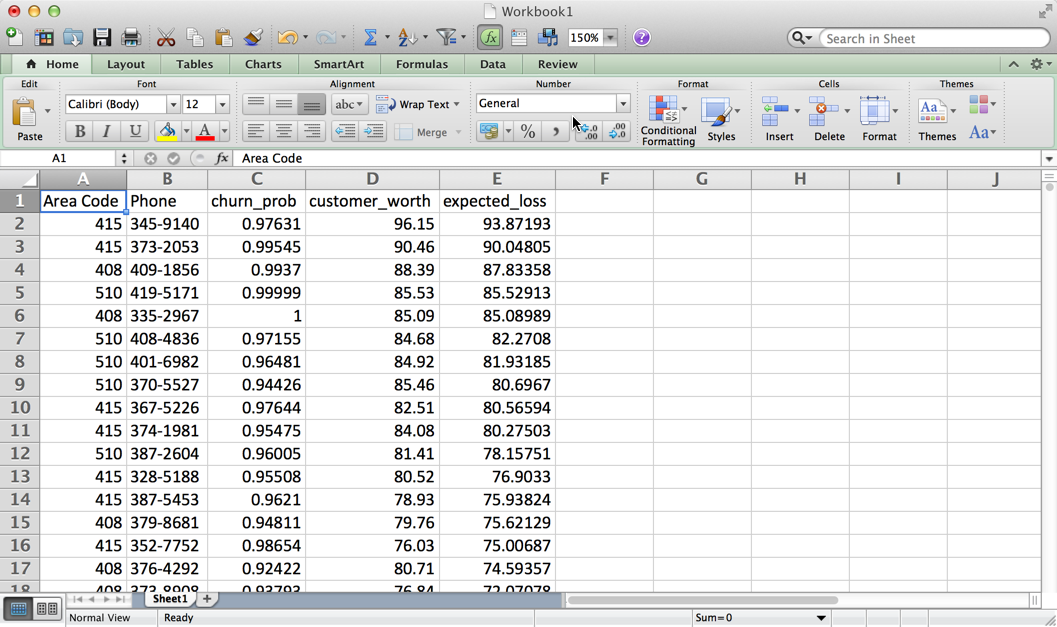 Workbook1
150%
Search in Sheet
Home Layout Tables Charts SmartArt Formulas Data Review
Edit Font Alignment Number Format Cells Themes
Calibri (Body) 12 abc Wrap Text General
Paste B I U Merge % Conditional Formatting Styles Insert Delete Format Themes Aa
A1 fx Area Code
A B C D E F G H I J
1 Area Code Phone churn_prob customer_worth expected_loss
2 415 345-9140 0.97631 96.15 93.87193
3 415 373-2053 0.99545 90.46 90.04805
4 408 409-1856 0.9937 88.39 87.83358
5 510 419-5171 0.99999 85.53 85.52913
6 408 335-2967 1 85.09 85.08989
7 510 408-4836 0.97155 84.68 82.2708
8 510 401-6982 0.96481 84.92 81.93185
9 510 370-5527 0.94426 85.46 80.6967
10 415 367-5226 0.97644 82.51 80.56594
11 415 374-1981 0.95475 84.08 80.27503
12 510 387-2604 0.96005 81.41 78.15751
13 415 328-5188 0.95508 80.52 76.9033
14 415 387-5453 0.9621 78.93 75.93824
15 408 379-8681 0.94811 79.76 75.62129
16 415 352-7752 0.98654 76.03 75.00687
17 408 376-4292 0.92422 80.71 74.59357
18 408 373-8908 0.93793 76.84 72.07078
Sheet1
Normal View Ready Sum=0